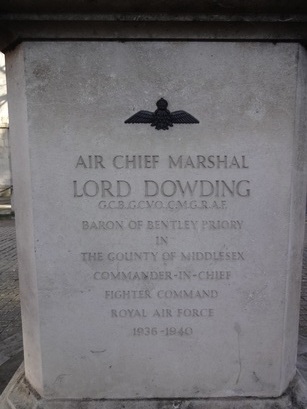 AIR CHIEF MARSHAL
LORD DOWDING
G.C.B. G.C.V.O. C.M.G. R.A.F.
BARON OF BENTLEY PRIORY
IN
THE COUNTY OF MIDDLESEX
COMMANDER-IN-CHIEF
FIGHTER COMMAND
ROYAL AIR FORCE
1936-1940